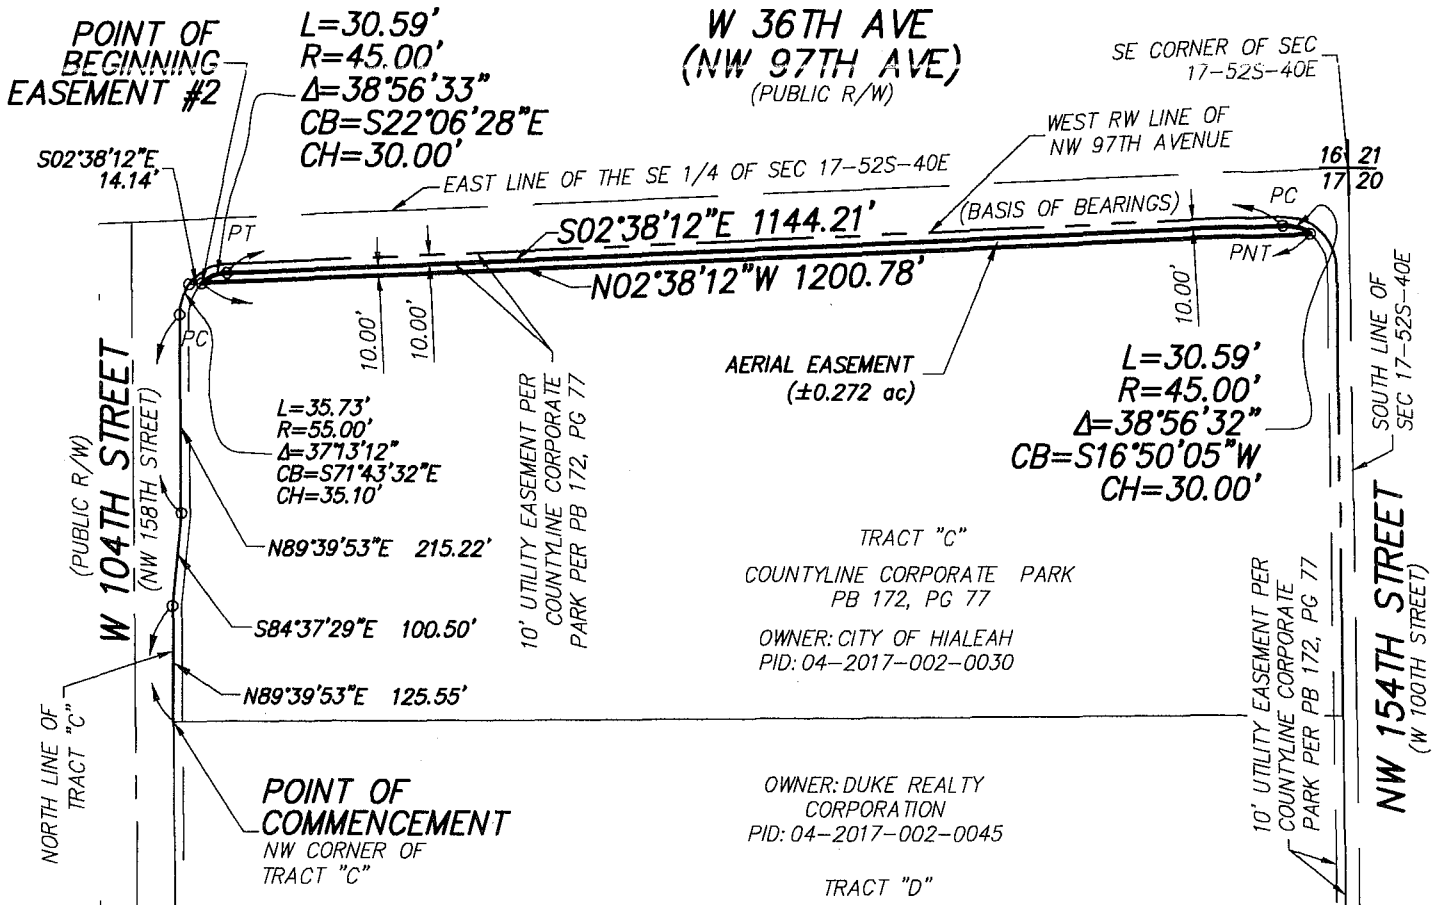 POINT OF
BEGINNING
EASEMENT #2
L=30.59'
R=45.00'
Δ=38°56'33"
CB=S22°06'28"E
CH=30.00'
W 36TH AVE
(NW 97TH AVE)
(PUBLIC R/W)
SE CORNER OF SEC
17-52S-40E
WEST RW LINE OF
NW 97TH AVENUE
16 21
17 20
S02°38'12"E
14.14'
EAST LINE OF THE SE 1/4 OF SEC 17-52S-40E
(BASIS OF BEARINGS)
PC
PT
S02°38'12"E 1144.21'
N02°38'12"W 1200.78'
PNT
PC
10.00'
10.00'
10.00'
AERIAL EASEMENT
(±0.272 ac)
L=30.59'
R=45.00'
Δ=38°56'32"
CB=S16°50'05"W
CH=30.00'
SOUTH LINE OF
SEC 17-52S-40E
L=35.73'
R=55.00'
Δ=37°13'12"
CB=S71°43'32"E
CH=35.10'
10' UTILITY EASEMENT PER
COUNTYLINE CORPORATE
PARK PER PB 172, PG 77
(PUBLIC R/W)
W 104TH STREET
(NW 158TH STREET)
N89°39'53"E 215.22'
S84°37'29"E 100.50'
N89°39'53"E 125.55'
TRACT "C"
COUNTYLINE CORPORATE PARK
PB 172, PG 77
OWNER: CITY OF HIALEAH
PID: 04-2017-002-0030
NORTH LINE OF
TRACT "C"
POINT OF
COMMENCEMENT
NW CORNER OF
TRACT "C"
OWNER: DUKE REALTY
CORPORATION
PID: 04-2017-002-0045
TRACT "D"
10' UTILITY EASEMENT PER
COUNTYLINE CORPORATE
PARK PER PB 172, PG 77
NW 154TH STREET
(W 100TH STREET)